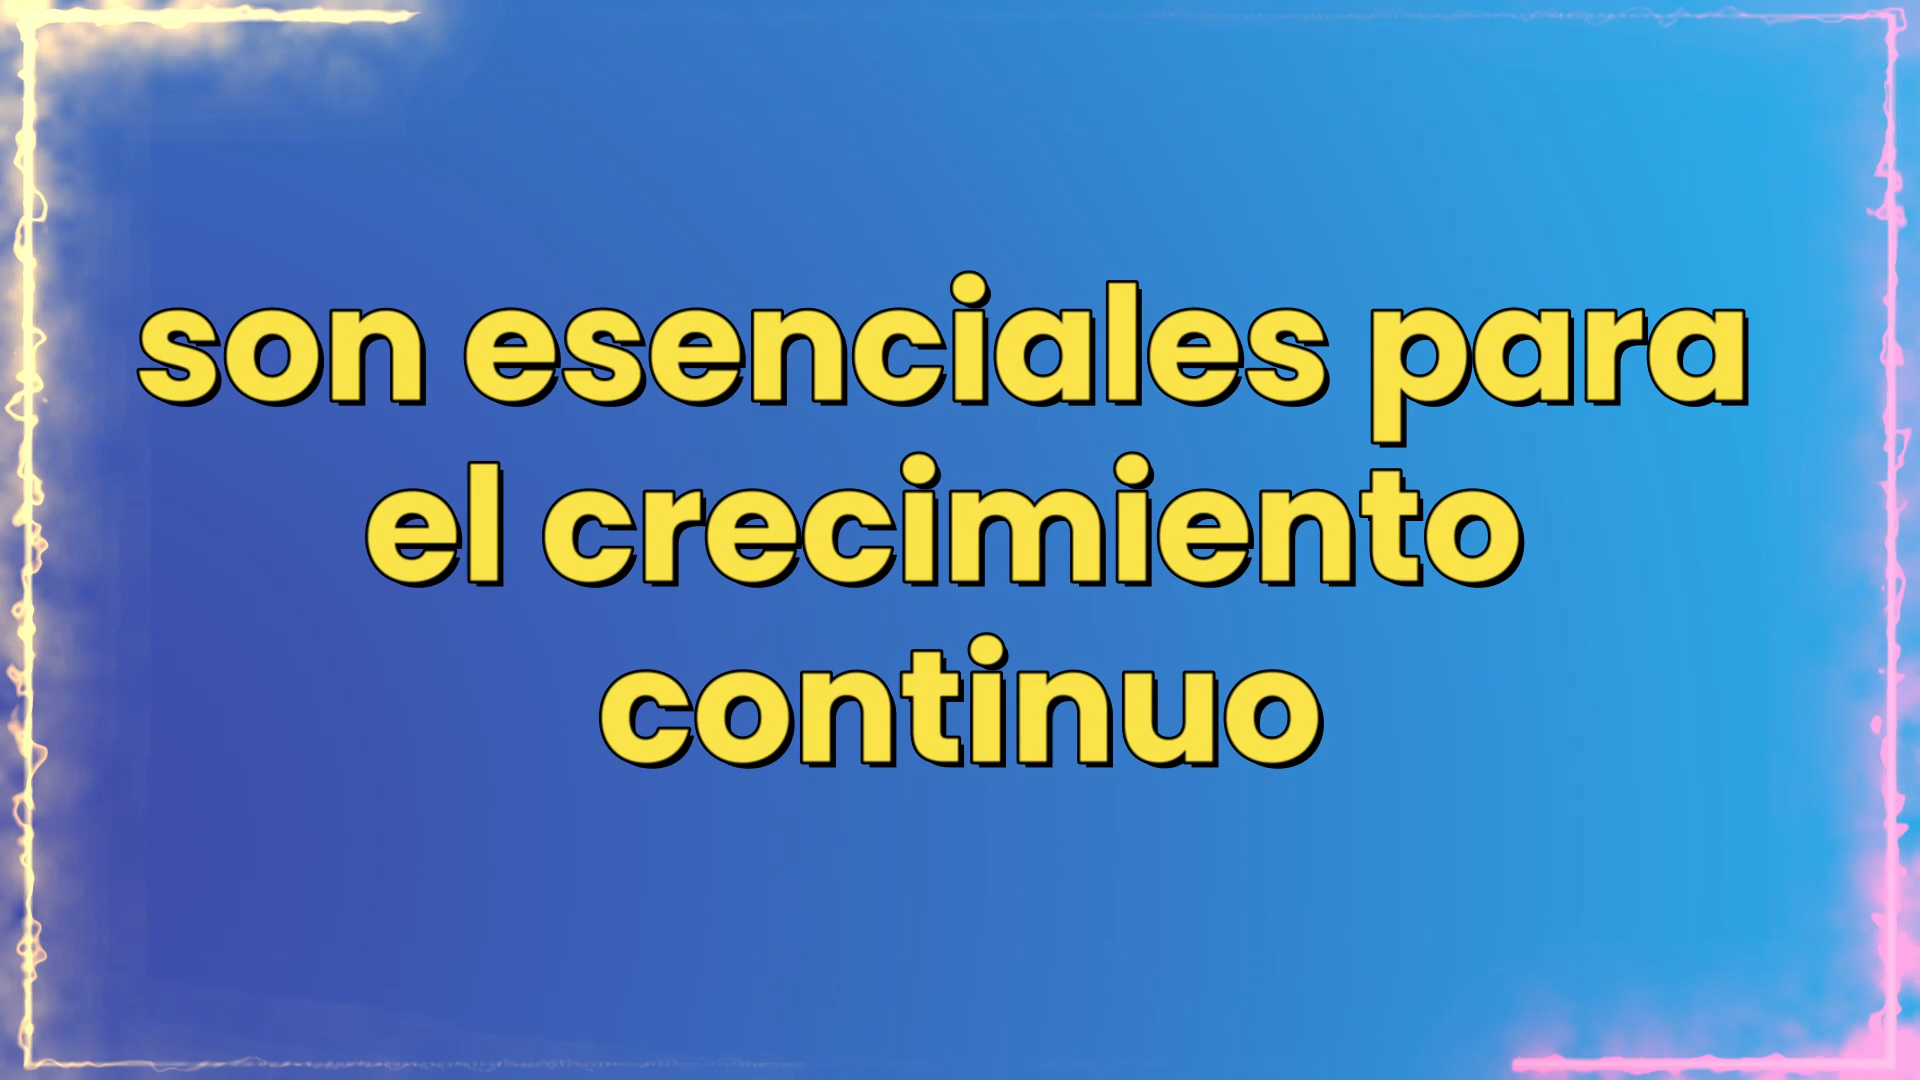 son esenciales para
el crecimiento
continuo